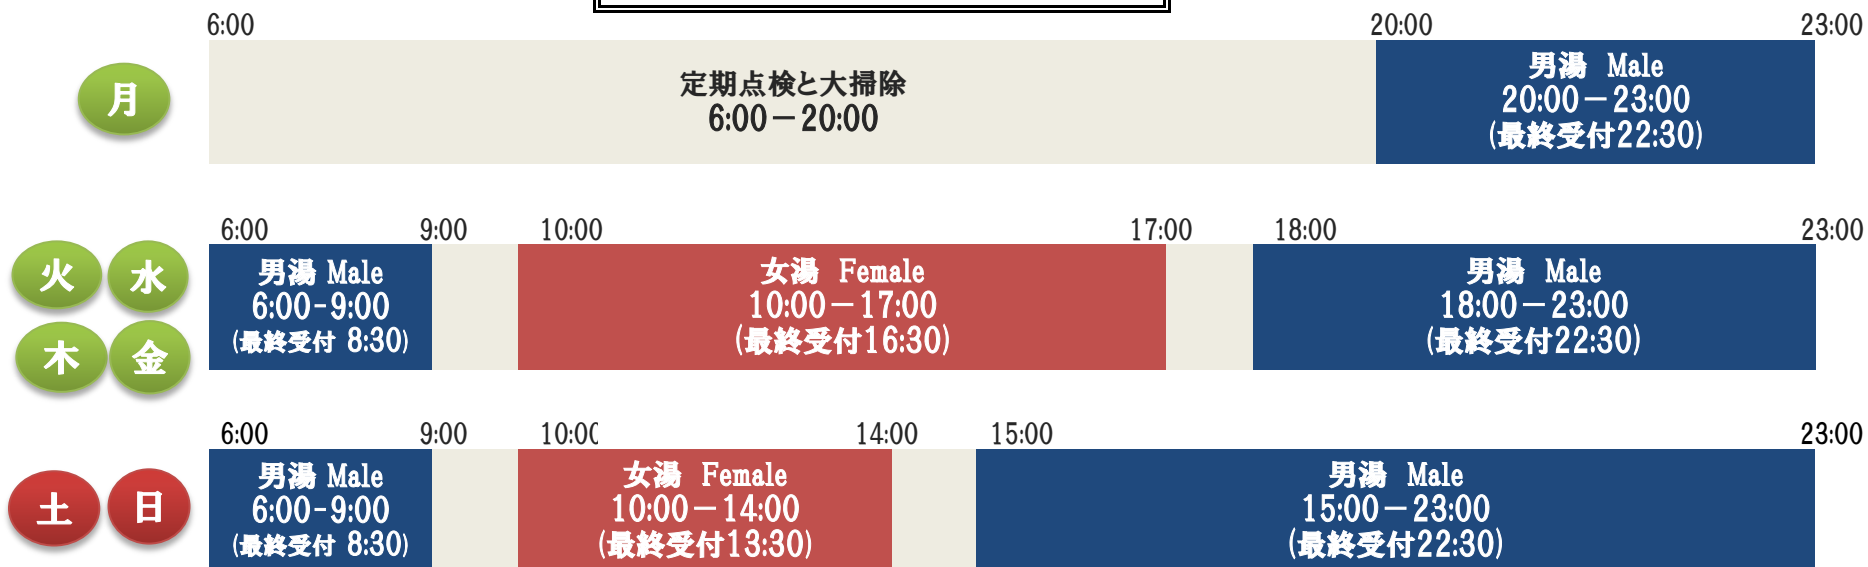 6:00 20:00 23:00
月
定期点検と大掃除
6:00－20:00
男湯 Male
20:00－23:00
(最終受付22:30)
6:00 9:00 10:00 17:00 18:00 23:00
火 水
木 金
男湯 Male
6:00-9:00
(最終受付 8:30)
女湯 Female
10:00－17:00
(最終受付16:30)
男湯 Male
18:00－23:00
(最終受付22:30)
6:00 9:00 10:00 14:00 15:00 23:00
土 日
男湯 Male
6:00-9:00
(最終受付 8:30)
女湯 Female
10:00－14:00
(最終受付13:30)
男湯 Male
15:00－23:00
(最終受付22:30)